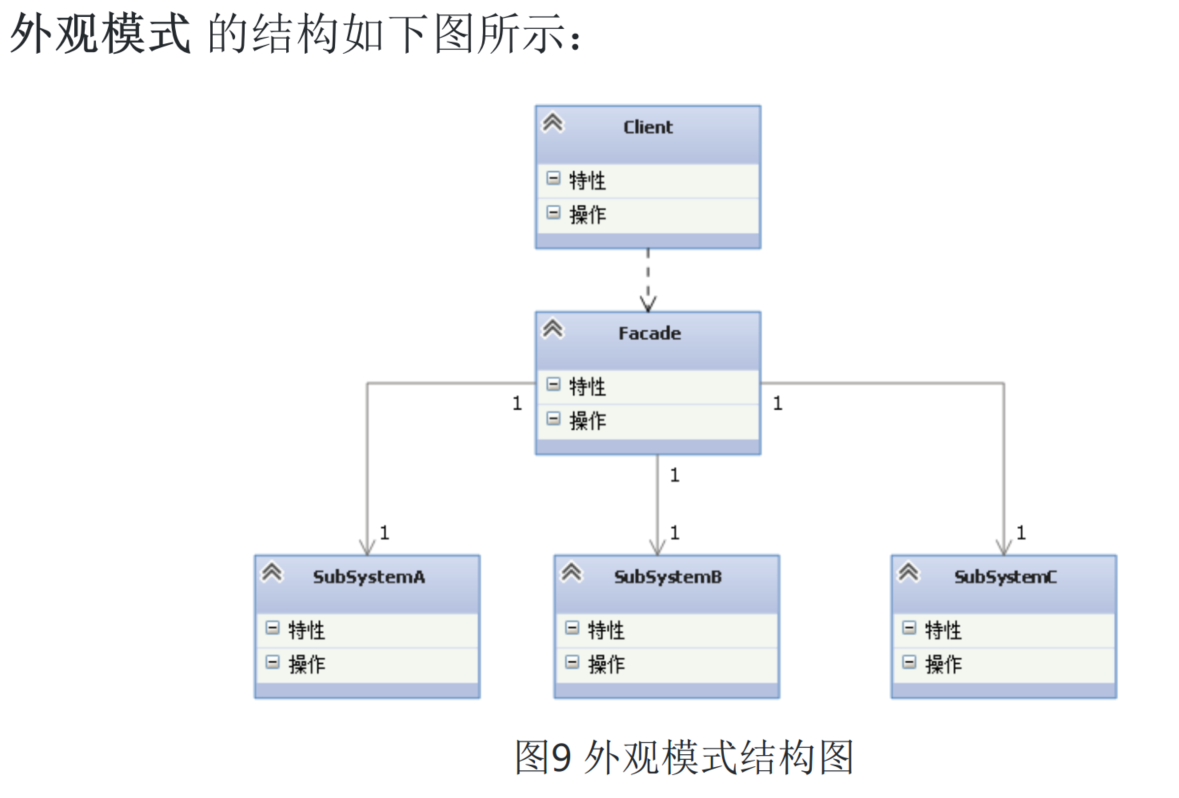 外观模式 的结构如下图所示：
Client
特性
操作
Facade
特性
操作
1
1
1
1
1
1
SubSystemA
特性
操作
SubSystemB
特性
操作
SubSystemC
特性
操作
图9 外观模式结构图